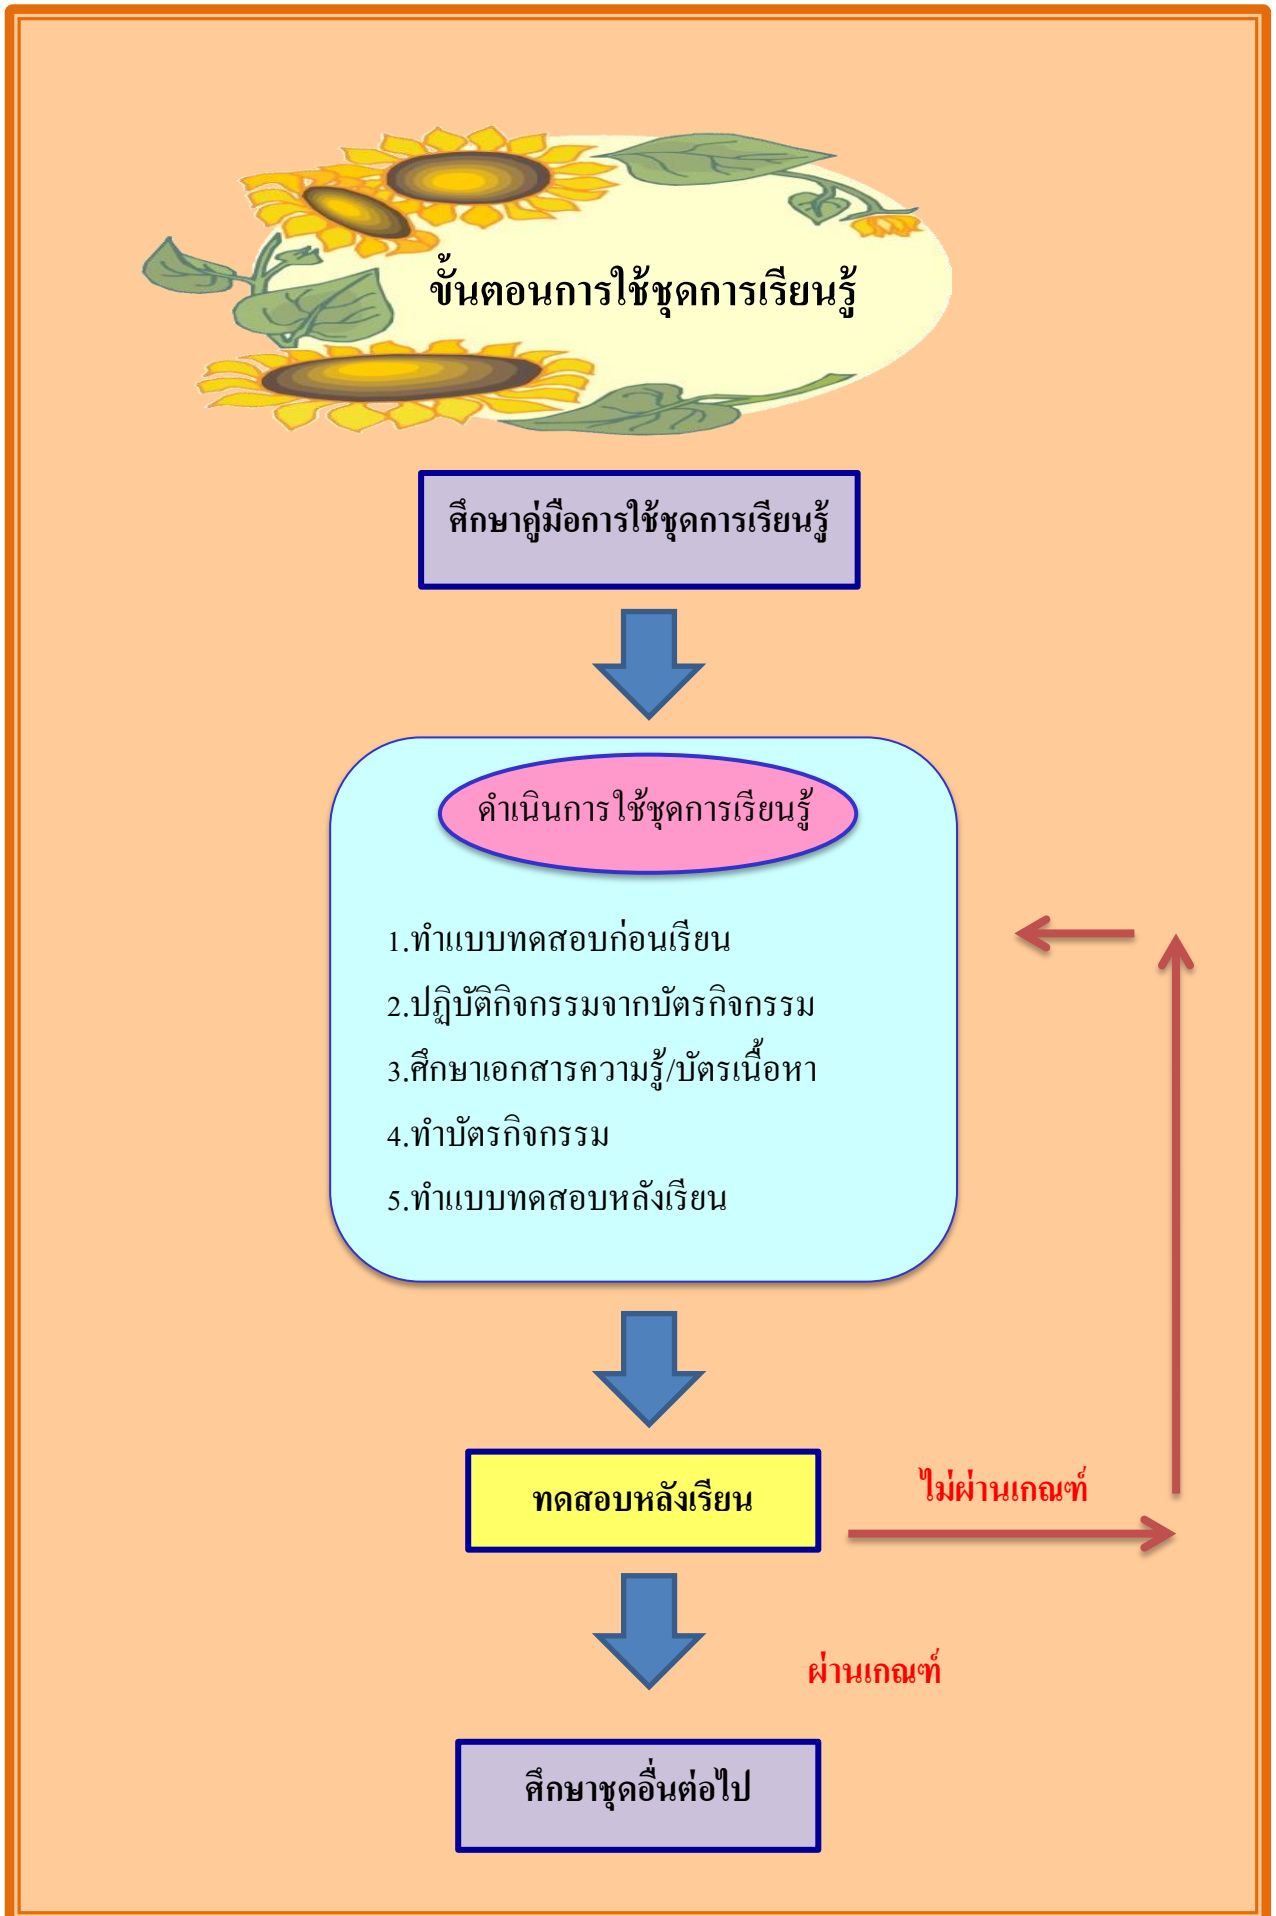 ขั้นตอนการใช้ชุดการเรียนรู้
ศึกษาคู่มือการใช้ชุดการเรียนรู้
ดำเนินการใช้ชุดการเรียนรู้
1.ทำแบบทดสอบก่อนเรียน
2.ปฏิบัติกิจกรรมจากบัตรกิจกรรม
3.ศึกษาเอกสารความรู้/บัตรเนื้อหา
4.ทำบัตรกิจกรรม
5.ทำแบบทดสอบหลังเรียน
ทดสอบหลังเรียน
ไม่ผ่านเกณฑ์
ผ่านเกณฑ์
ศึกษาชุดอื่นต่อไป